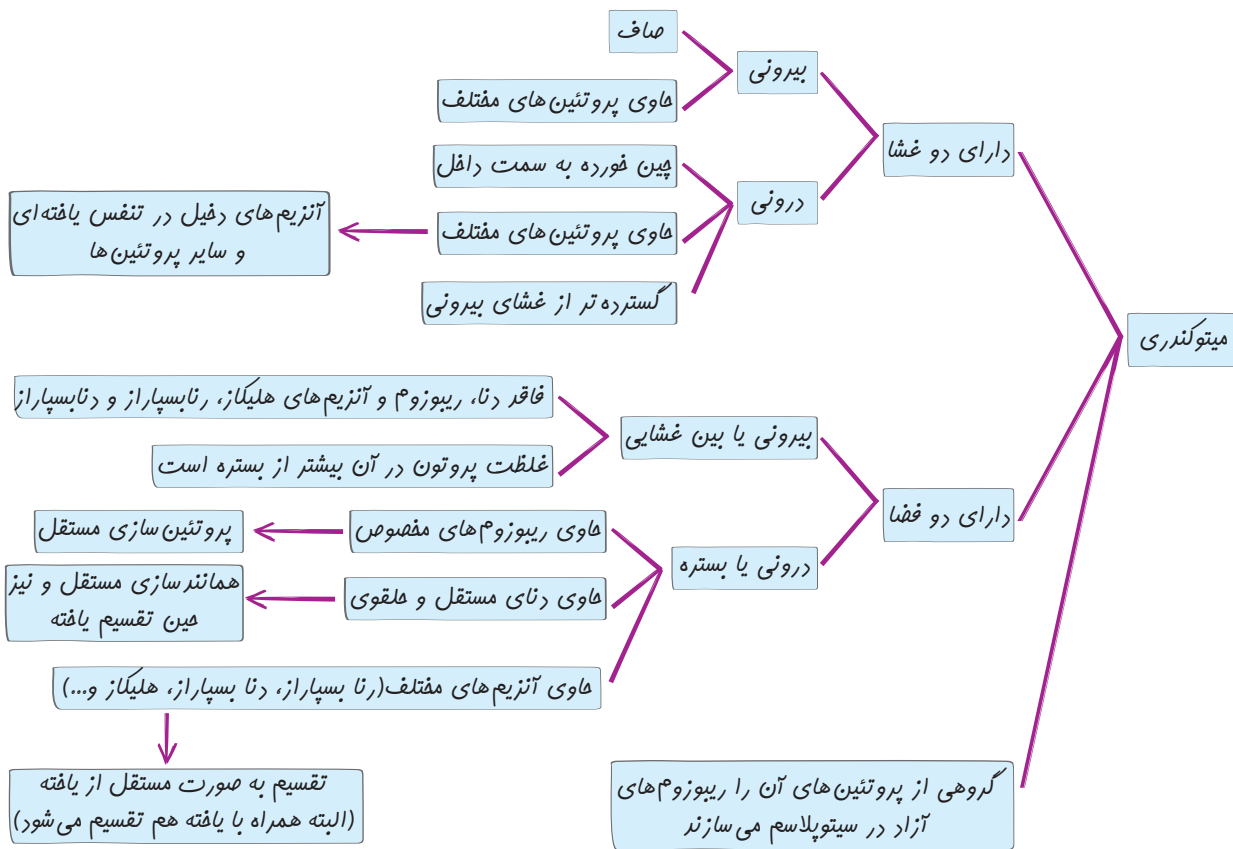 میتوکندری
دارای دو غشا
بیرونی
صاف
حاوی پروتئین‌های مختلف
درونی
چین خورده به سمت داخل
حاوی پروتئین‌های مختلف
آنزیم‌های دخیل در تنفس یاخته‌ای
و سایر پروتئین‌ها
گسترده تر از غشای بیرونی
دارای دو فضا
بیرونی یا بین غشایی
فاقد دنا، ریبوزوم و آنزیم‌های هلیکاز، رنابسپاراز و دنابسپاراز
غلظت پروتون در آن بیشتر از بستره است
درونی یا بستره
حاوی ریبوزوم‌های مخصوص
پروتئین‌سازی مستقل
حاوی دنای مستقل و حلقوی
همانندسازی مستقل و نیز
حین تقسیم یاخته
حاوی آنزیم‌های مختلف(رنا بسپاراز، دنا بسپاراز، هلیکاز و...)
تقسیم به صورت مستقل از یاخته
(البته همراه با یاخته هم تقسیم می‌شود)
گروهی از پروتئین‌های آن را ریبوزوم‌های
آزاد در سیتوپلاسم می‌سازند